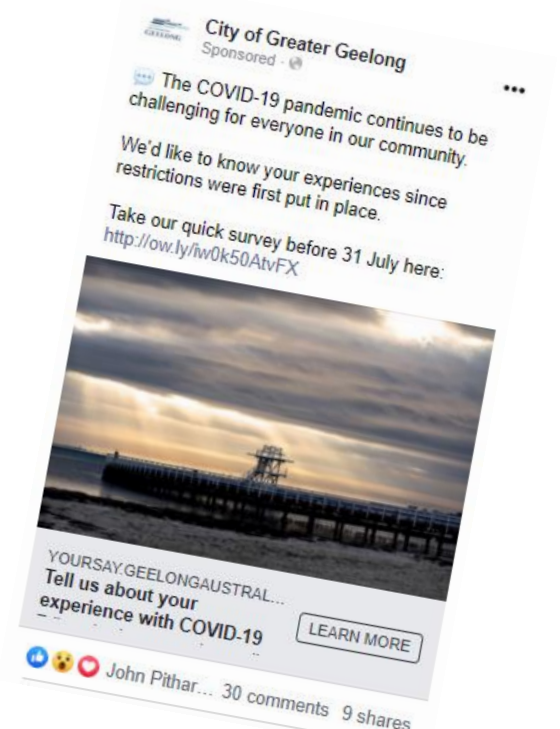 GEELONG
City of Greater Geelong
Sponsored ·
The COVID-19 pandemic continues to be
challenging for everyone in our community.
We'd like to know your experiences since
restrictions were first put in place.
Take our quick survey before 31 July here:
http://ow.ly/iw0k50AtvFX
YOURSAY.GEELONGAUSTRAL...
Tell us about your
experience with COVID-19
LEARN MORE
John Pithar... 30 comments 9 shares